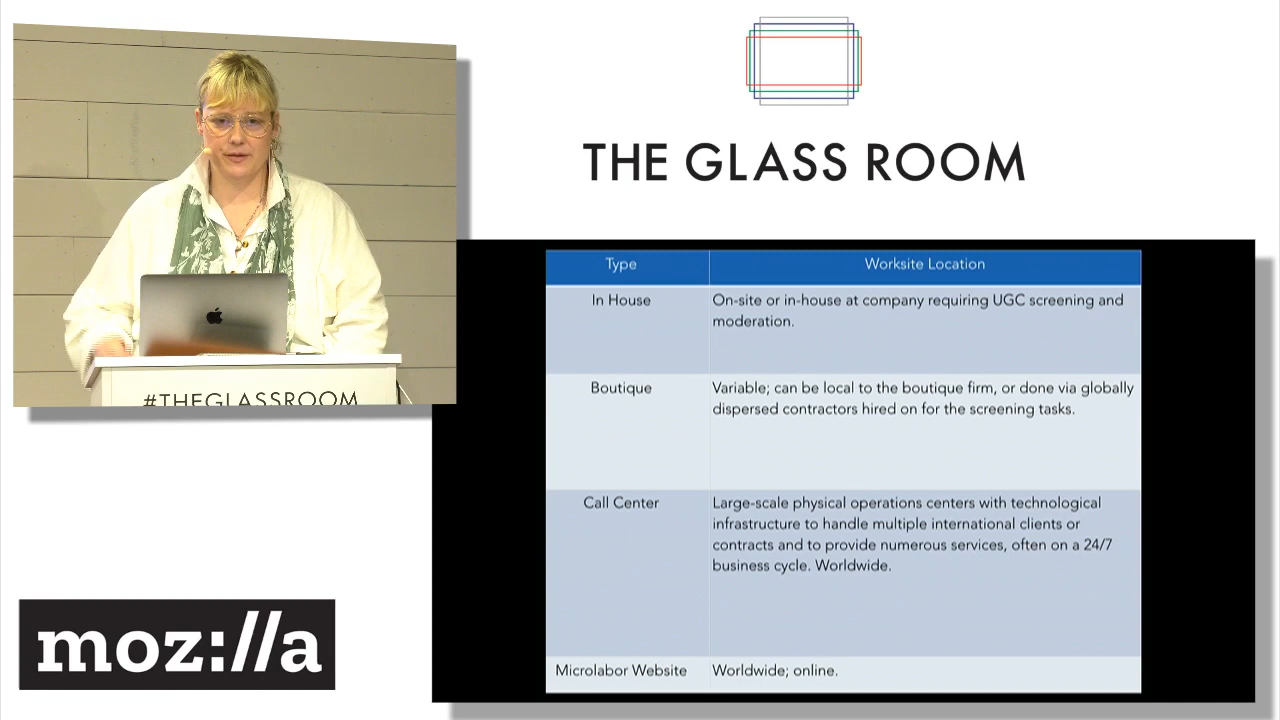 THE GLASS ROOM
#THEGLASSROOM
Type Worksite Location
In House On-site or in-house at company requiring UGC screening and
moderation.
Boutique Variable; can be local to the boutique firm, or done via globally
dispersed contractors hired on for the screening tasks.
Call Center Large-scale physical operations centers with technological
infrastructure to handle multiple international clients or
contracts and to provide numerous services, often on a 24/7
business cycle. Worldwide.
Microlabor Website Worldwide; online.
moz://a